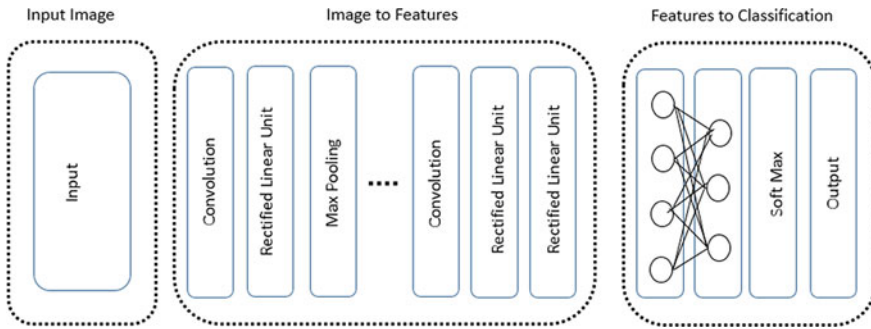 Input Image
Image to Features
Features to Classification
Input
Convolution
Rectified Linear Unit
Max Pooling
Convolution
Rectified Linear Unit
Rectified Linear Unit
Soft Max
Output